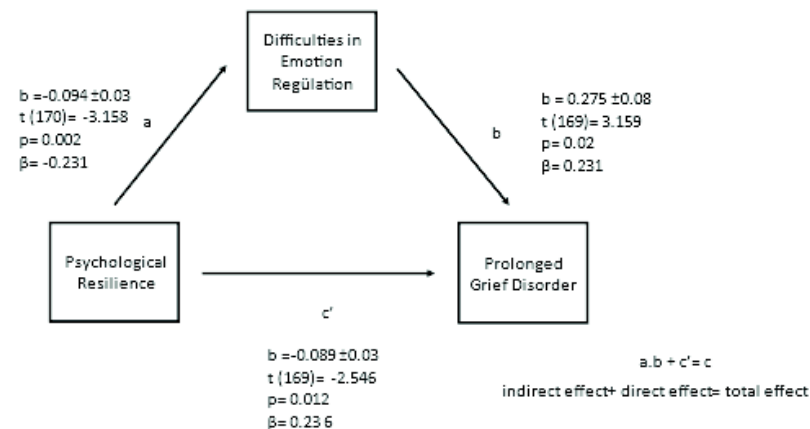 Difficulties in
Emotion
Regülation
b =-0.094 ±0.03
t (170)= -3.158
p= 0.002
β= -0.231
a
b = 0.275 ±0.08
t (169)= 3.159
p= 0.02
β= 0.231
b
Psychological
Resilience
Prolonged
Grief Disorder
c'
b =-0.089 ±0.03
t (169)= -2.546
p= 0.012
β= 0.236
a.b + c'= c
indirect effect+ direct effect= total effect